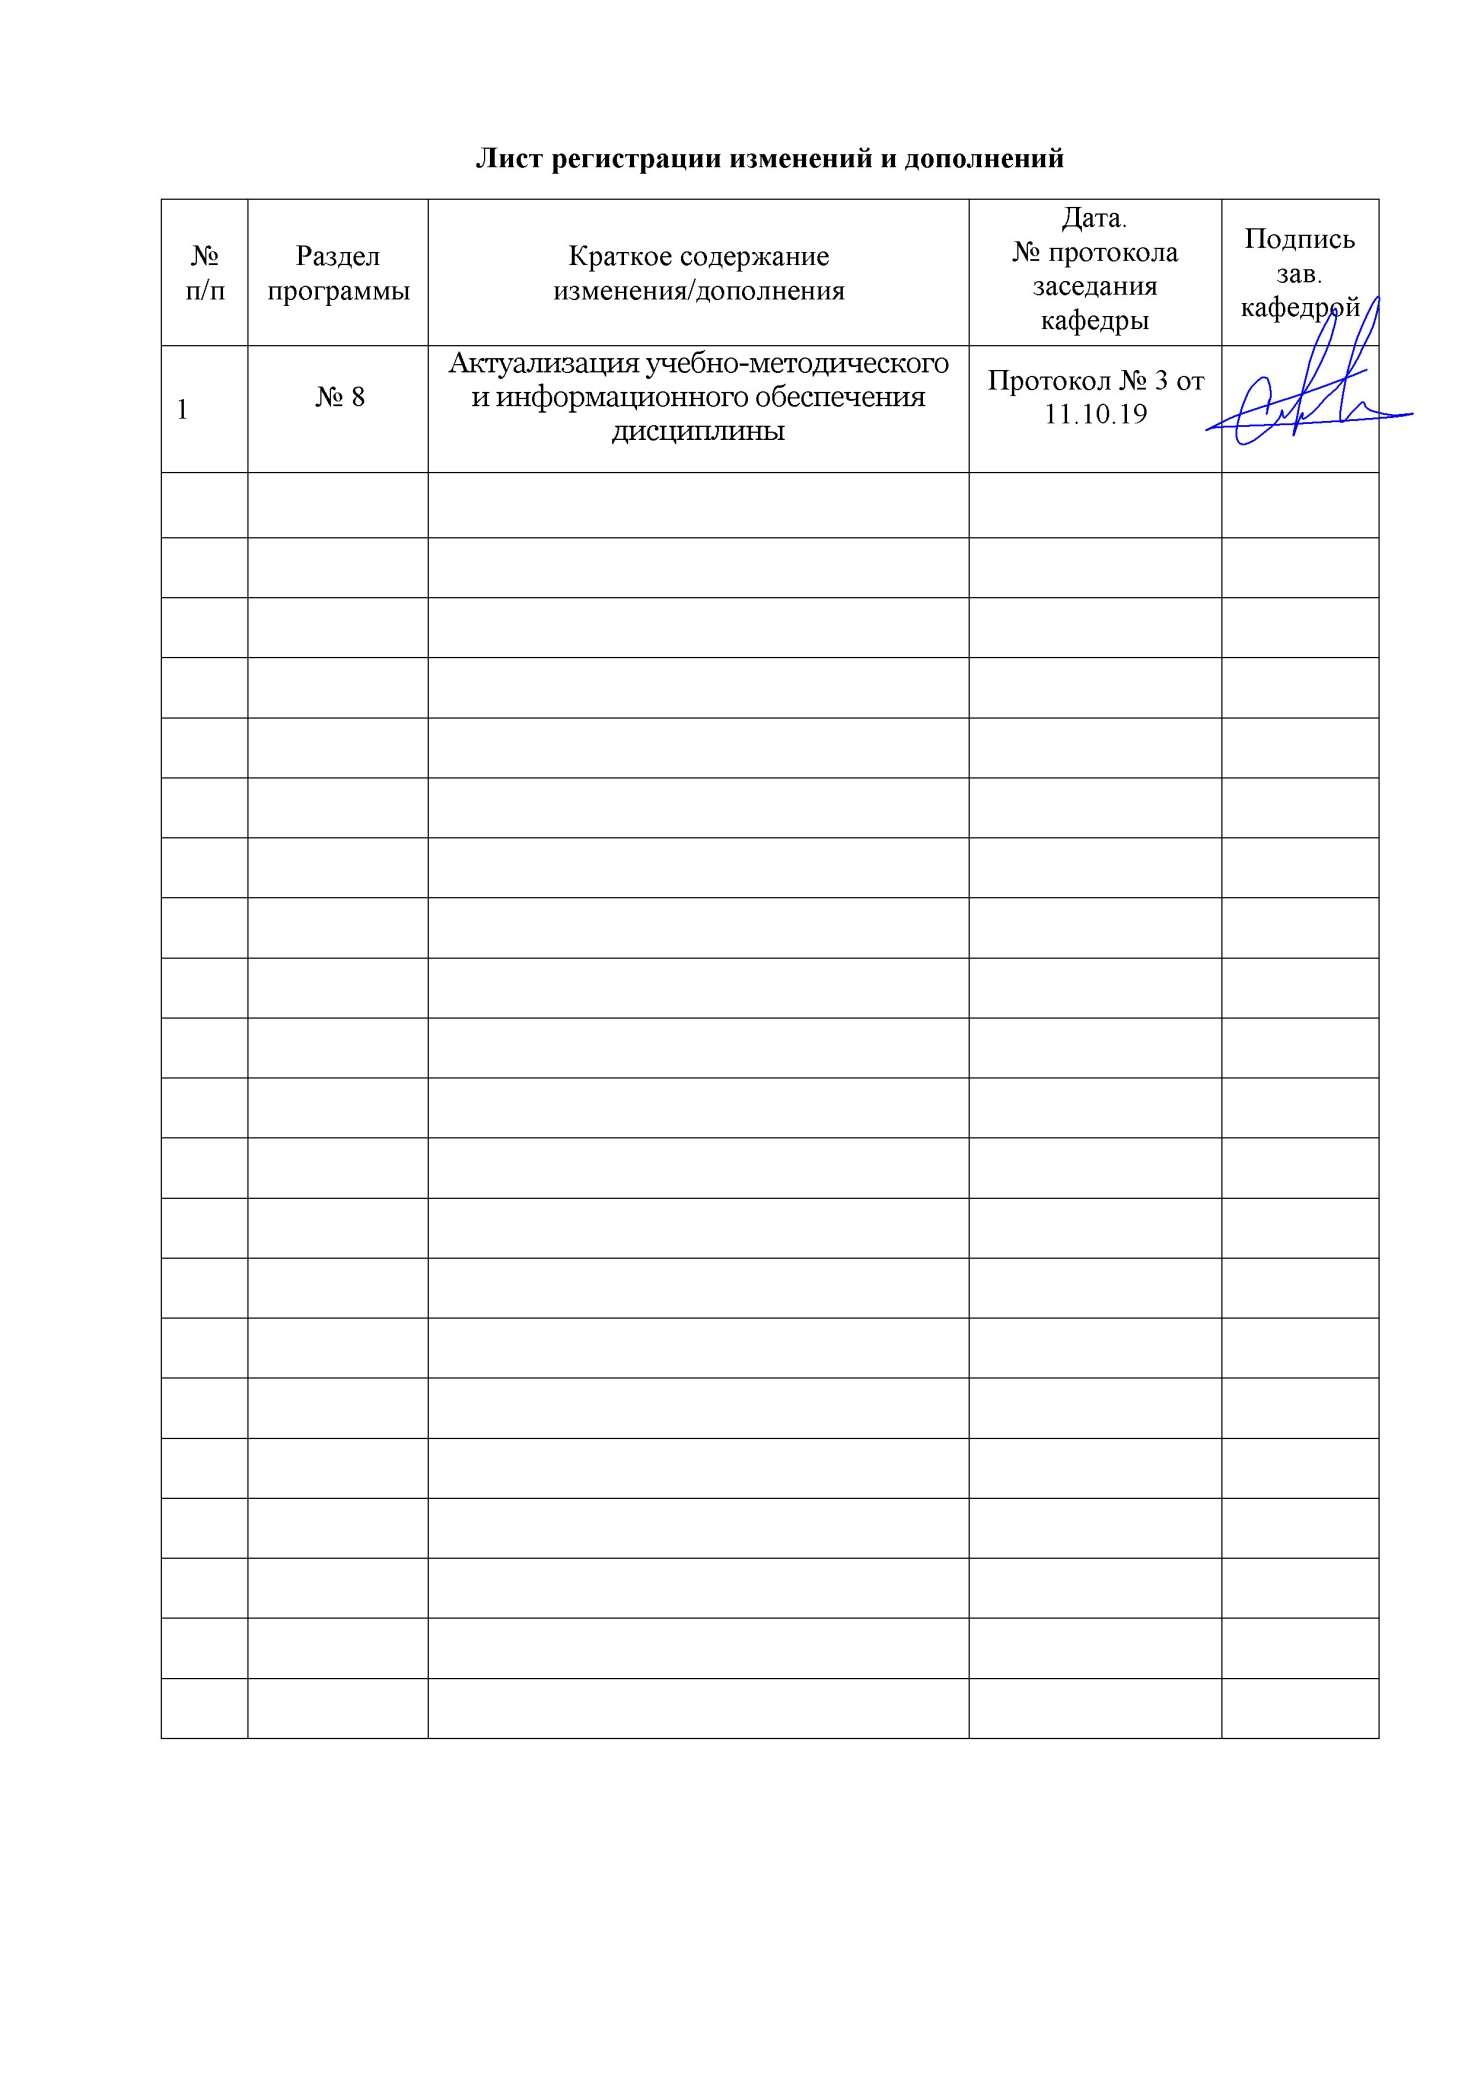 Лист регистрации изменений и дополнений
№
п/п
Раздел
программы
Краткое содержание
изменения/дополнения
Дата.
№ протокола
заседания
кафедры
Подпись
зав.
кафедрой
1
№ 8
Актуализация учебно-методического
и информационного обеспечения
дисциплины
Протокол № 3 от
11.10.19